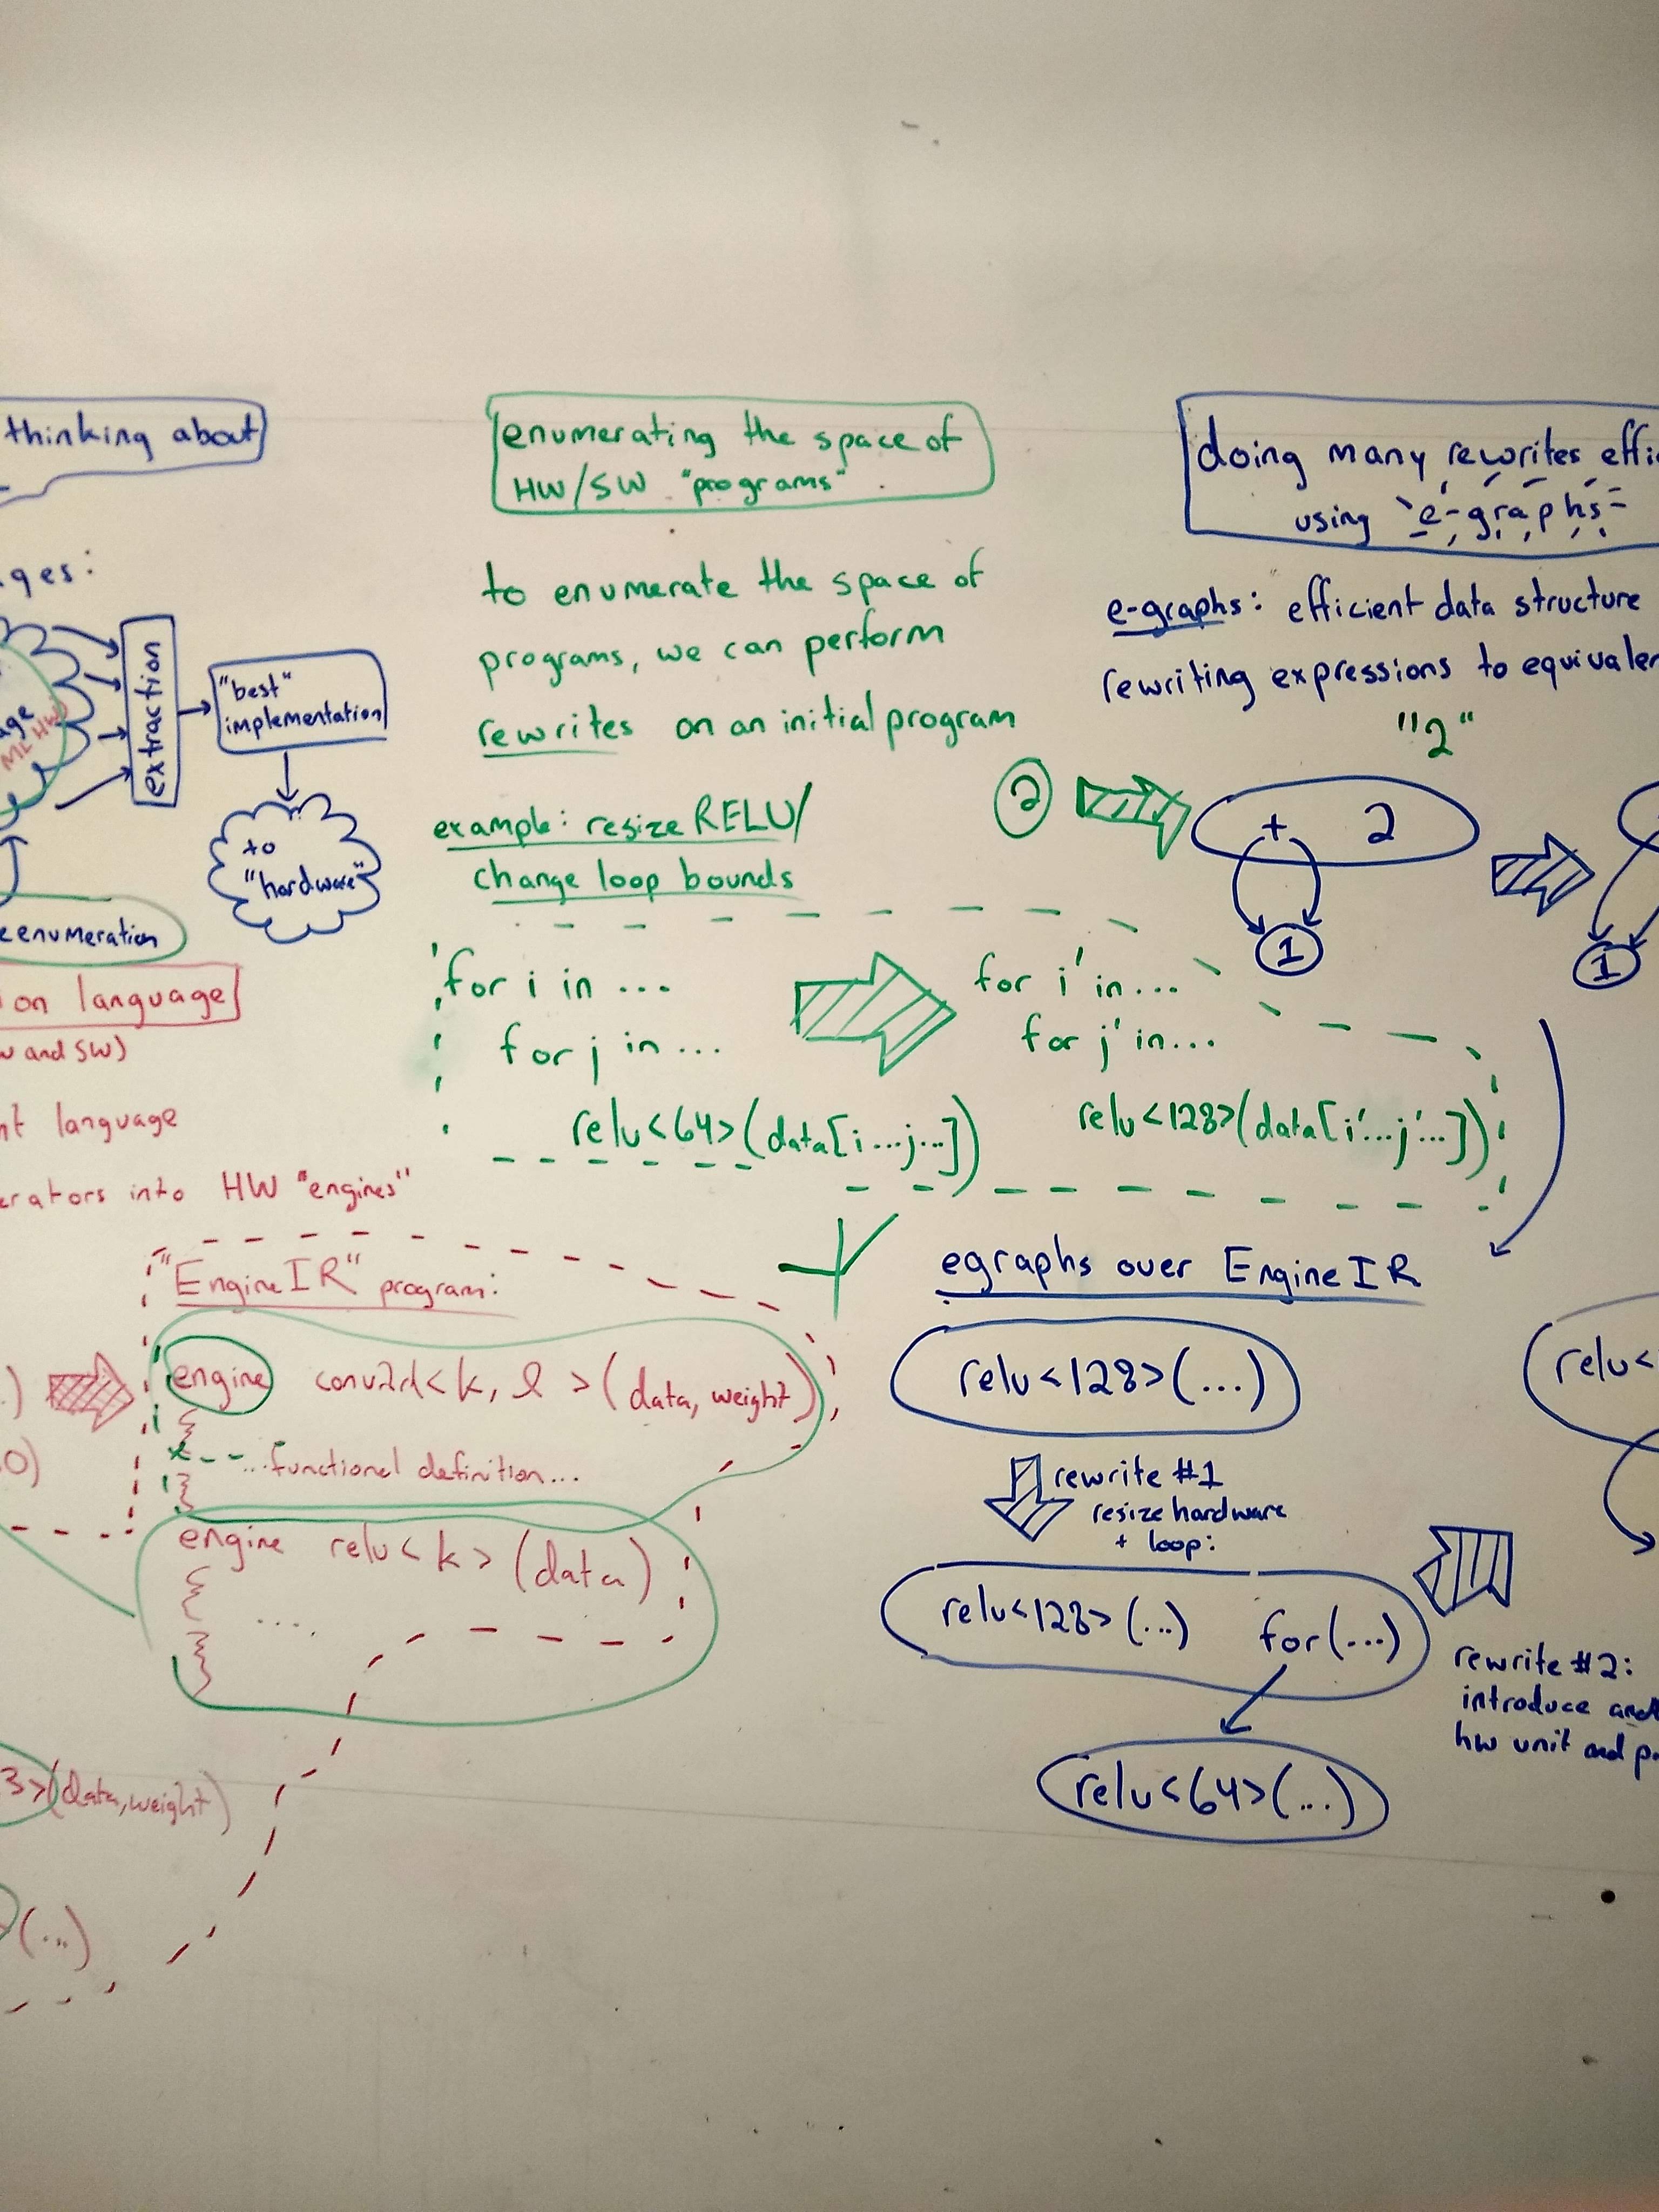 thinking about
ges:
extraction
"best"
implementation
to
"hardware"
age
ML HW
enumeration
on language
and SW)
language
erators into HW "engines"
"EngineIR" program:
engine conv2d<k, l>(data, weight)
...functional definition...
engine relu<k>(data)
....
3>(data, weight)
(...)
enumerating the space of
HW/SW "programs"
to enumerate the space of
programs, we can perform
rewrites on an initial program
example: resize RELU/
change loop bounds
for i in ...
for j in ...
relu<64>(data[i...j...])
for i' in...
for j' in...
relu<128>(data[i'...j'...])
doing many rewrites effi
using e-graphs
e-graphs: efficient data structure
rewriting expressions to equivalen
"2"
2
+ 2
1
1
egraphs over EngineIR
relu<128>(...)
rewrite #1
resize hardware
+ loop:
relu<128>(...) for(...)
relu<64>(...)
rewrite #2:
introduce
hw unit and
relu<